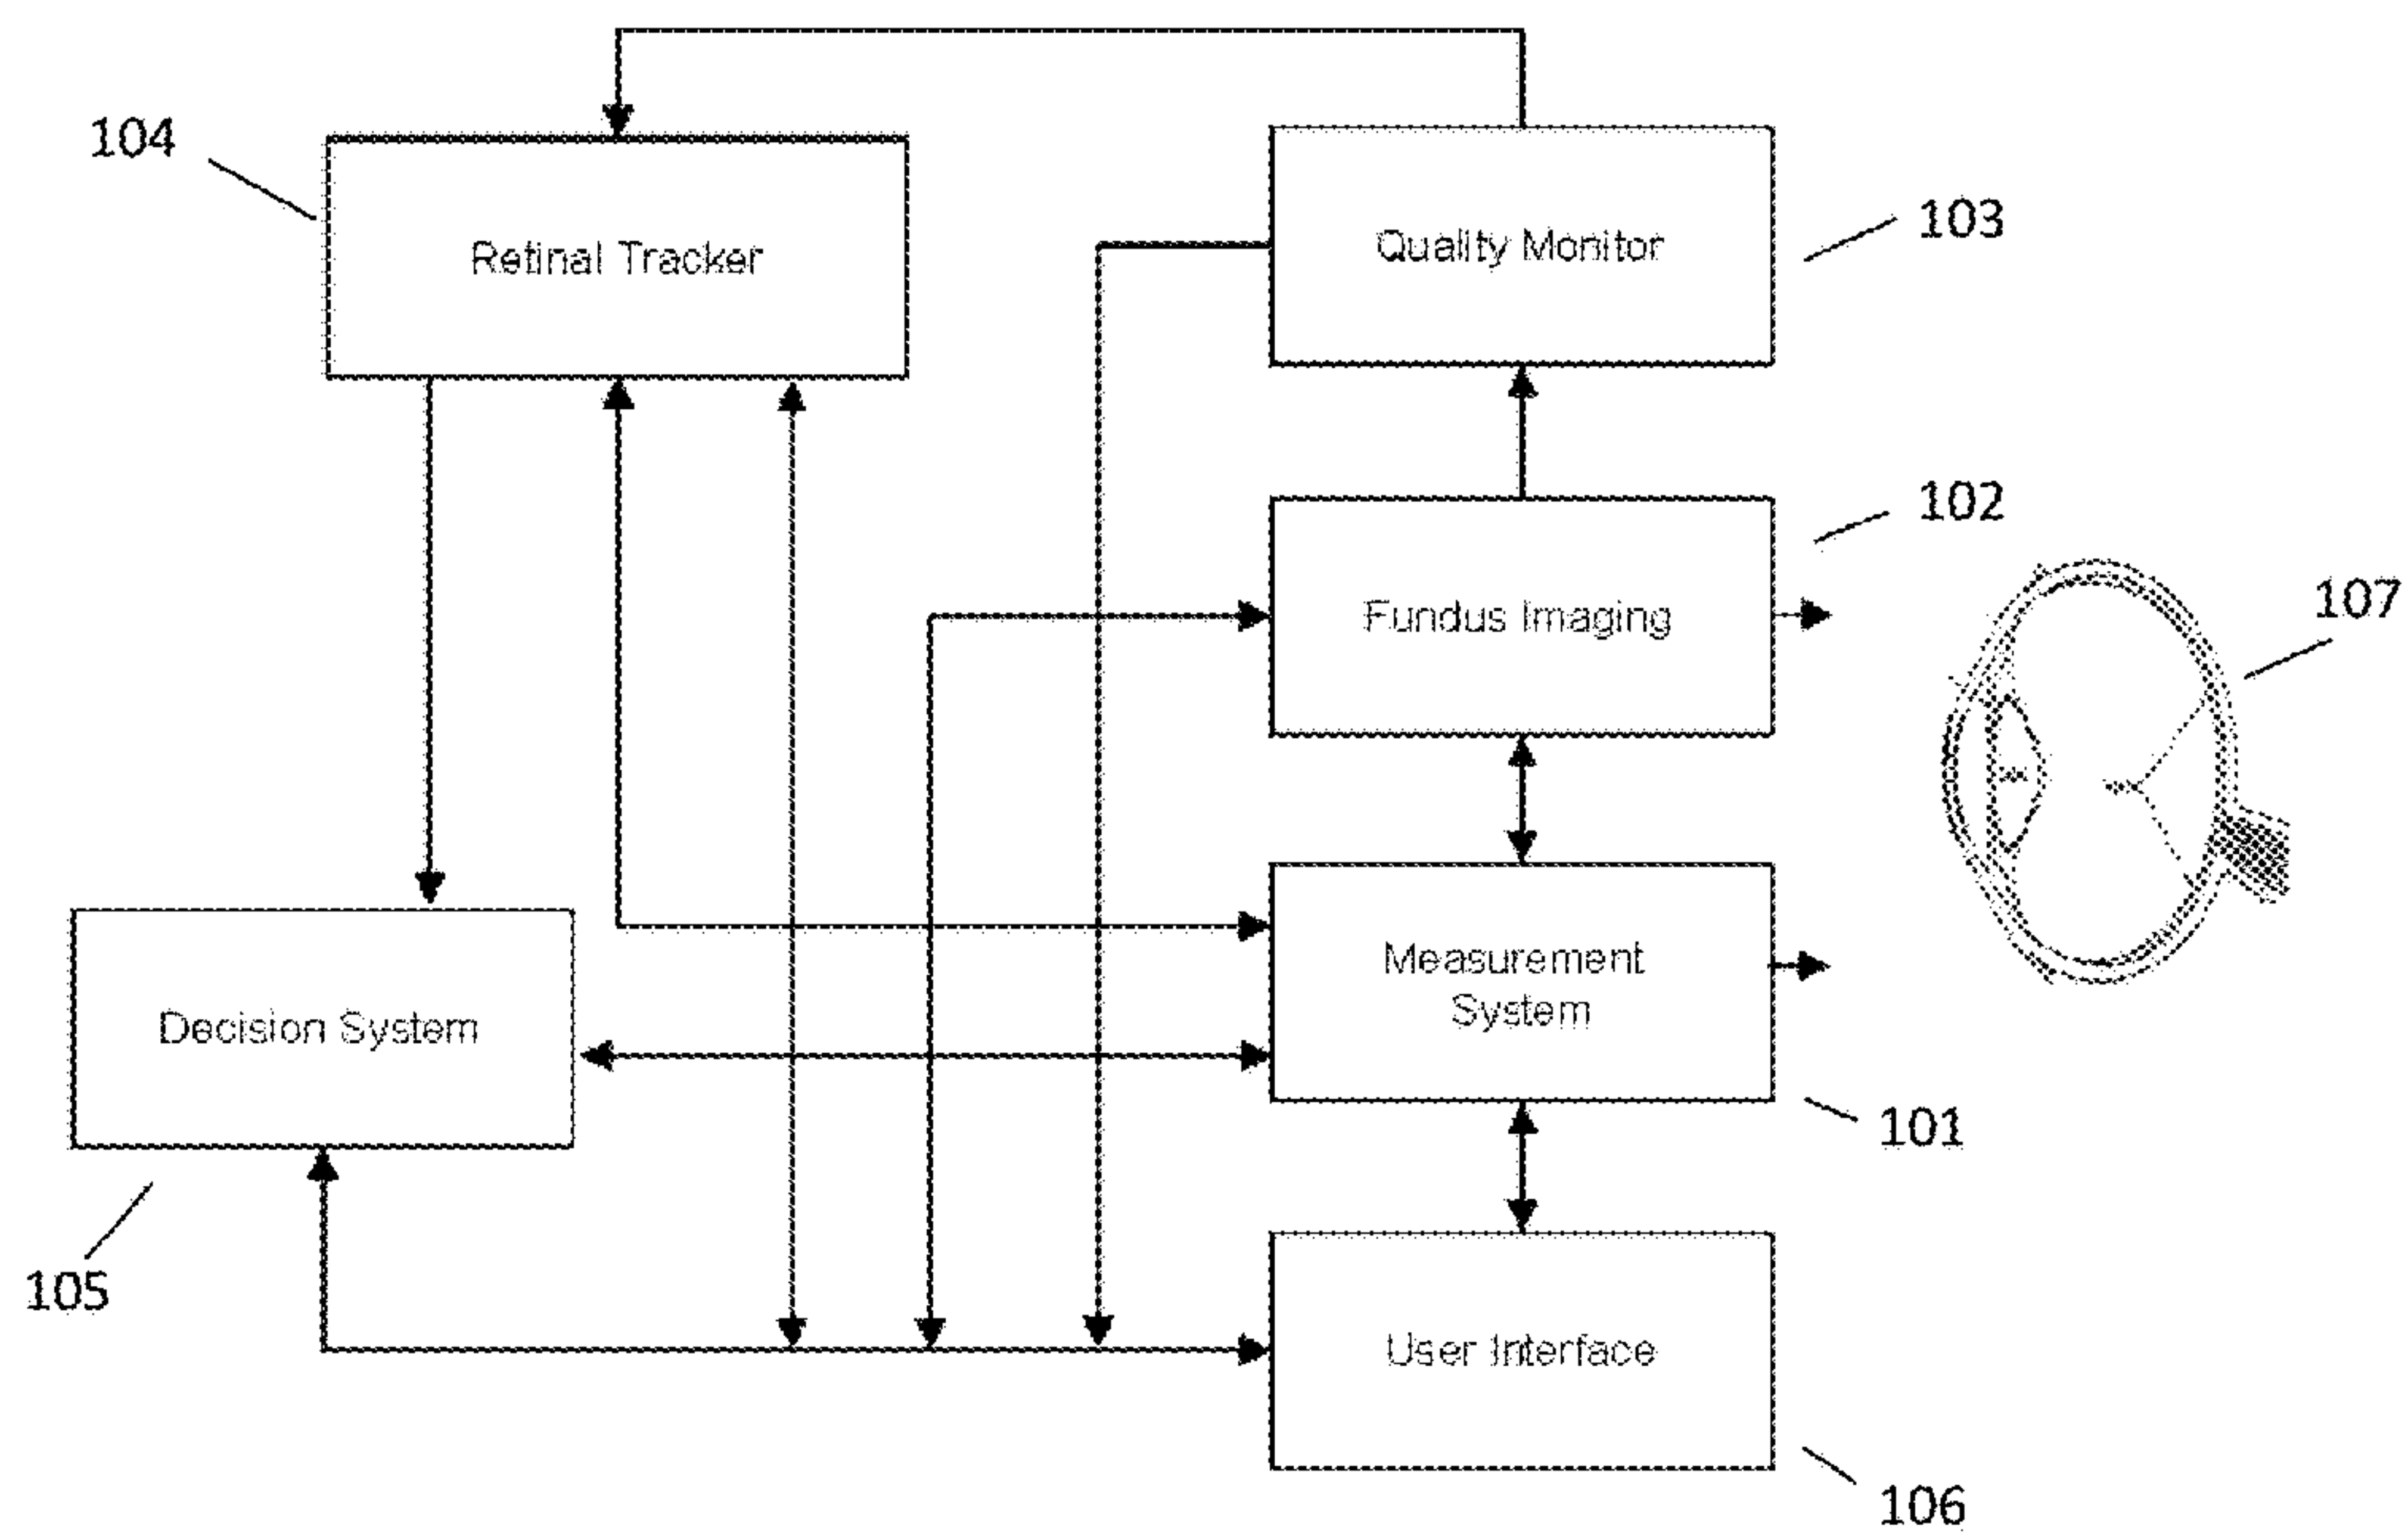 104
Retinal Tracker
Quality Monitor
103
102
Fundus Imaging
107
Measurement
System
Decision System
101
105
User Interface
106